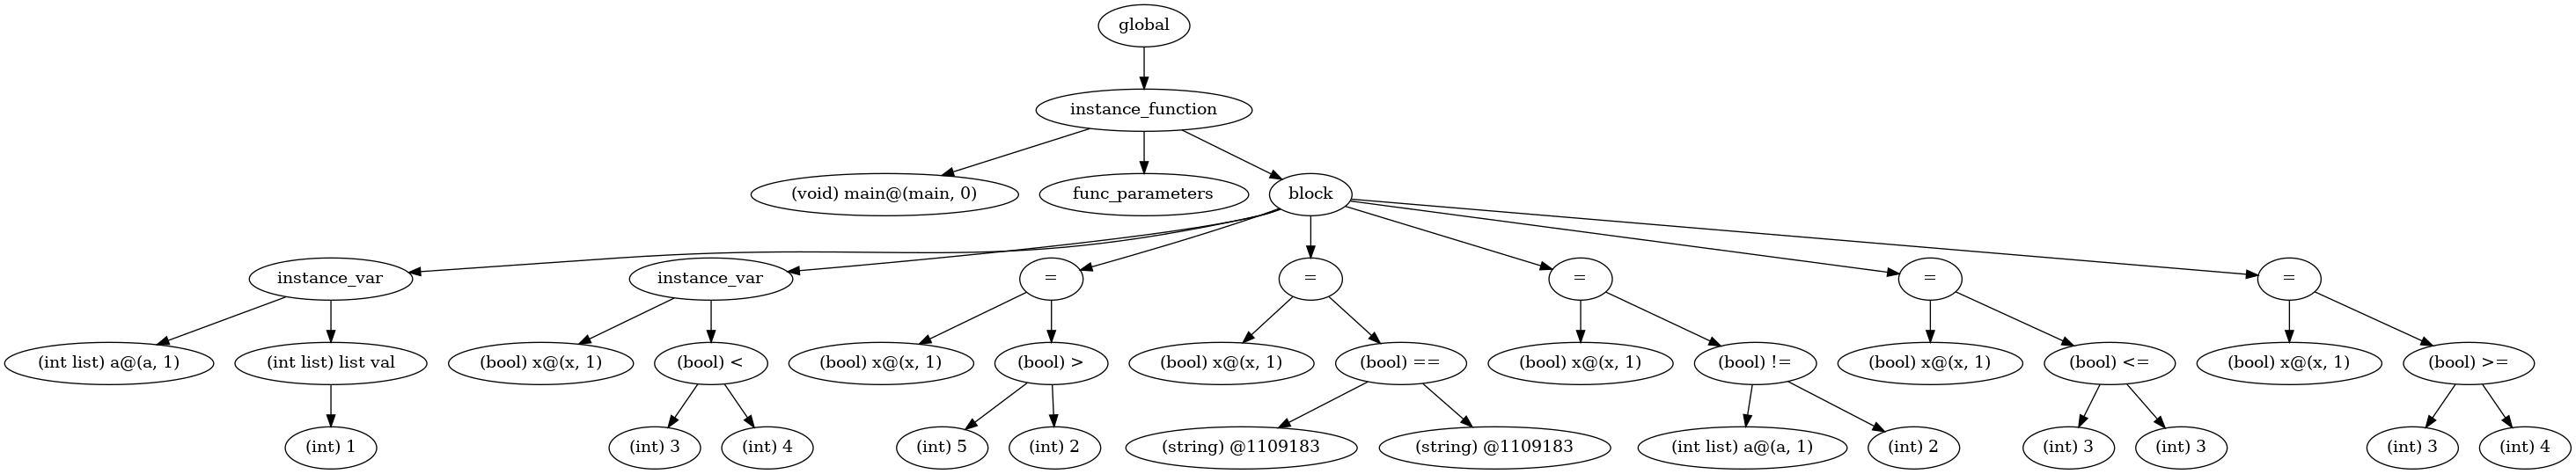 global
instance_function
(void) main@(main, 0)
func_parameters
block
instance_var
instance_var
=
=
=
=
=
(int list) a@(a, 1)
(int list) list val
(bool) x@(x, 1)
(bool) <
(bool) x@(x, 1)
(bool) >
(bool) x@(x, 1)
(bool) ==
(bool) x@(x, 1)
(bool) !=
(bool) x@(x, 1)
(bool) <=
(bool) x@(x, 1)
(bool) >=
(int) 1
(int) 3
(int) 4
(int) 5
(int) 2
(string) @1109183
(string) @1109183
(int list) a@(a, 1)
(int) 2
(int) 3
(int) 3
(int) 3
(int) 4